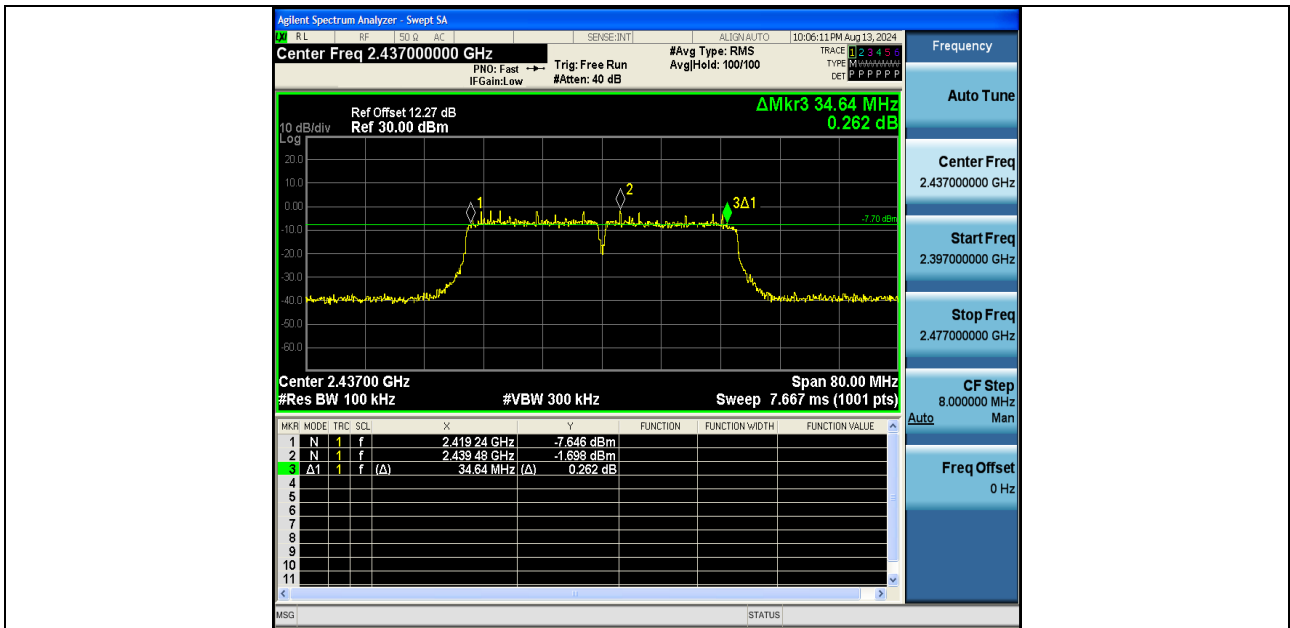 Agilent Spectrum Analyzer - Swept SA
LXI RL RF 50 Ω AC SENSE:INT ALIGN AUTO 10:06:11 PM Aug 13, 2024
Center Freq 2.437000000 GHz
PNO: Fast
IFGain:Low
Trig: Free Run
#Atten: 40 dB
#Avg Type: RMS
Avg|Hold: 100/100
TRACE 1 2 3 4 5 6
TYPE M
DET P P P P P P
ΔMkr3 34.64 MHz
0.262 dB
Ref Offset 12.27 dB
10 dB/div Ref 30.00 dBm
Log
20.0
10.0
0.00
-10.0
-20.0
-30.0
-40.0
-50.0
-60.0
1
2
3Δ1
-7.70 dBm
Center 2.43700 GHz Span 80.00 MHz
#Res BW 100 kHz #VBW 300 kHz Sweep 7.667 ms (1001 pts)
MKR MODE TRC SCL X Y FUNCTION FUNCTION WIDTH FUNCTION VALUE
1 N 1 f 2.419 24 GHz -7.646 dBm
2 N 1 f 2.439 48 GHz -1.698 dBm
3 Δ1 1 f (Δ) 34.64 MHz (Δ) 0.262 dB
4
5
6
7
8
9
10
11
MSG STATUS
Frequency
Auto Tune
Center Freq
2.437000000 GHz
Start Freq
2.397000000 GHz
Stop Freq
2.477000000 GHz
CF Step
8.000000 MHz
Auto Man
Freq Offset
0 Hz